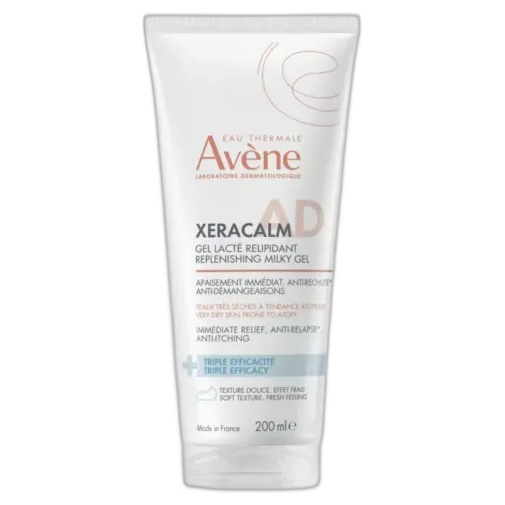 EAU THERMALE
Avène
LABORATOIRE DERMATOLOGIQUE
XERACALM AD
GEL LACTÉ RELIPIDANT
REPLENISHING MILKY GEL
APAISEMENT IMMÉDIAT, ANTI-RECHUTE*
ANTI-DÉMANGEAISONS
PEAUX TRÈS SÈCHES À TENDANCE ATOPIQUE
VERY DRY SKIN PRONE TO ATOPY
IMMEDIATE RELIEF, ANTI-RELAPSE*
ANTI-ITCHING
+ TRIPLE EFFICACITÉ
TRIPLE EFFICACY
TEXTURE DOUCE, EFFET FRAIS
SOFT TEXTURE, FRESH FEELING
Made in France 200 ml e